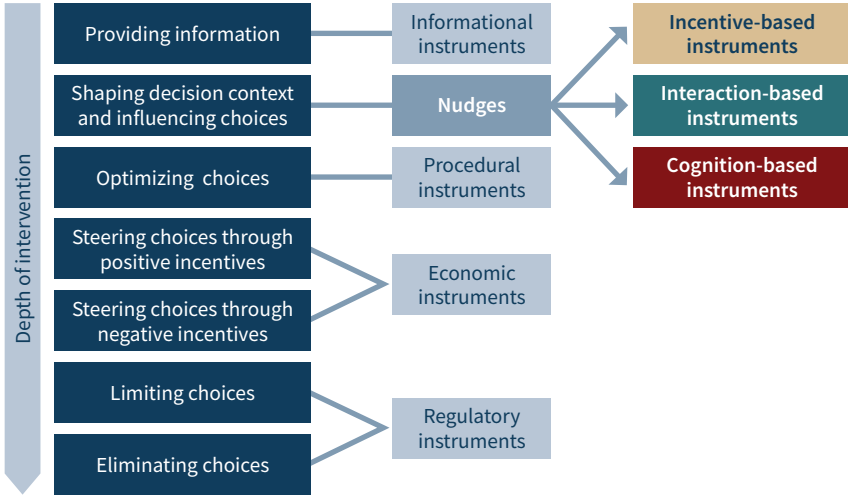 Depth of intervention
Providing information
Informational
instruments
Incentive-based
instruments
Shaping decision context
and influencing choices
Nudges
Interaction-based
instruments
Optimizing choices
Procedural
instruments
Cognition-based
instruments
Steering choices through
positive incentives
Steering choices through
negative incentives
Economic
instruments
Limiting choices
Eliminating choices
Regulatory
instruments